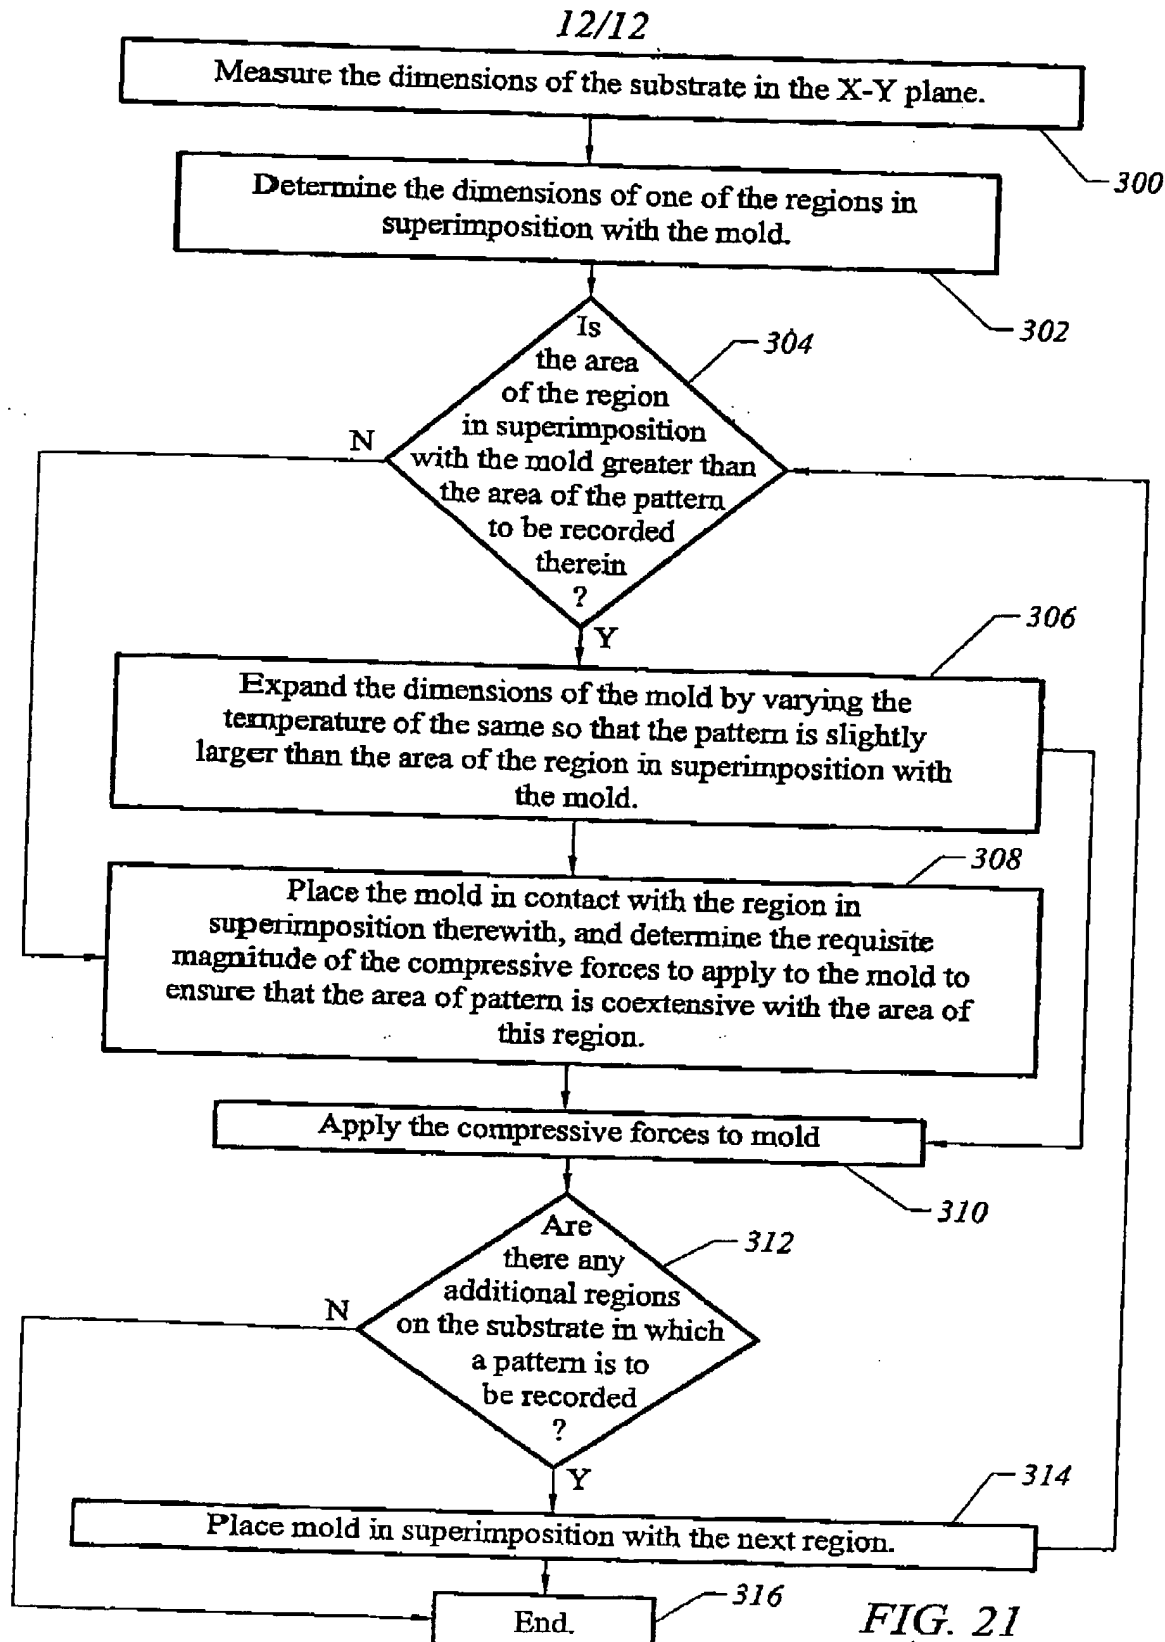 12/12
Measure the dimensions of the substrate in the X-Y plane.
300
Determine the dimensions of one of the regions in
superimposition with the mold.
302
Is
the area
of the region
in superimposition
with the mold greater than
the area of the pattern
to be recorded
therein
?
304
N
Y
306
Expand the dimensions of the mold by varying the
temperature of the same so that the pattern is slightly
larger than the area of the region in superimposition with
the mold.
308
Place the mold in contact with the region in
superimposition therewith, and determine the requisite
magnitude of the compressive forces to apply to the mold to
ensure that the area of pattern is coextensive with the area of
this region.
Apply the compressive forces to mold
310
Are
there any
additional regions
on the substrate in which
a pattern is to
be recorded
?
312
N
Y
314
Place mold in superimposition with the next region.
End.
316
FIG. 21